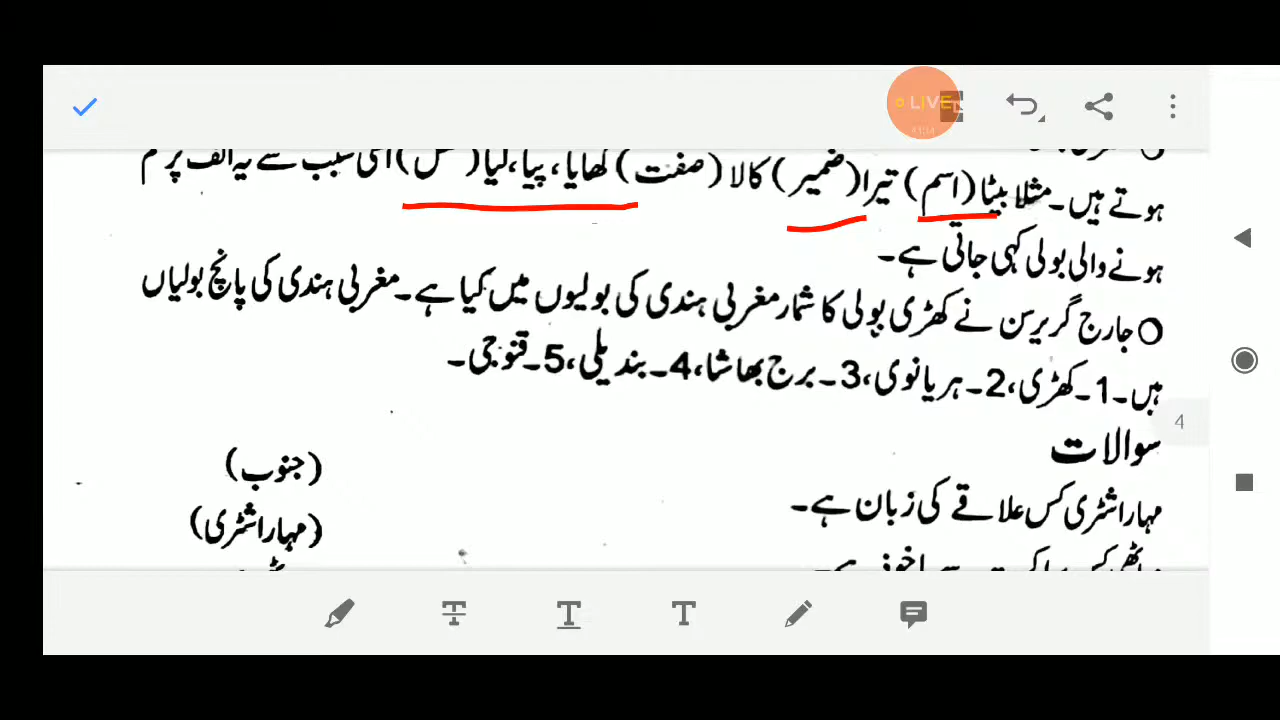 LIVE
ہوتے ہیں۔ مثلا بیٹا (اسم) تیرا (ضمیر) کالا (صفت) کھایا، پیا، لیا ( ) اسی سبب سے یہ الف پر
ہونے والی بولی کہی جاتی ہے۔
جارج گریرسن نے کھڑی بولی کا شمار مغربی ہندی کی بولیوں میں کیا ہے۔ مغربی ہندی کی پانچ بولیاں
ہیں۔ 1۔ کھڑی، 2۔ ہریانوی، 3۔ برج بھاشا، 4۔ بندیلی، 5۔ قنوجی۔
4
سوالات
مہاراشٹری کس علاقے کی زبان ہے۔ (جنوب)
(مہاراشٹری)
T
T
T